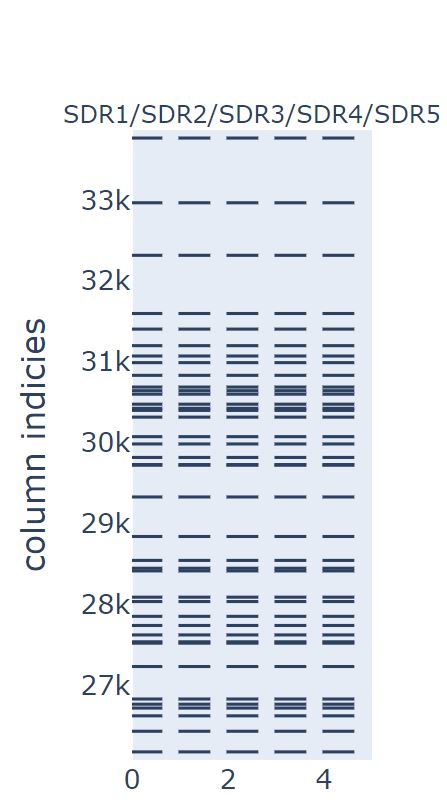 SDR1/SDR2/SDR3/SDR4/SDR5
33k
32k
31k
30k
29k
28k
27k
column indicies
0 2 4